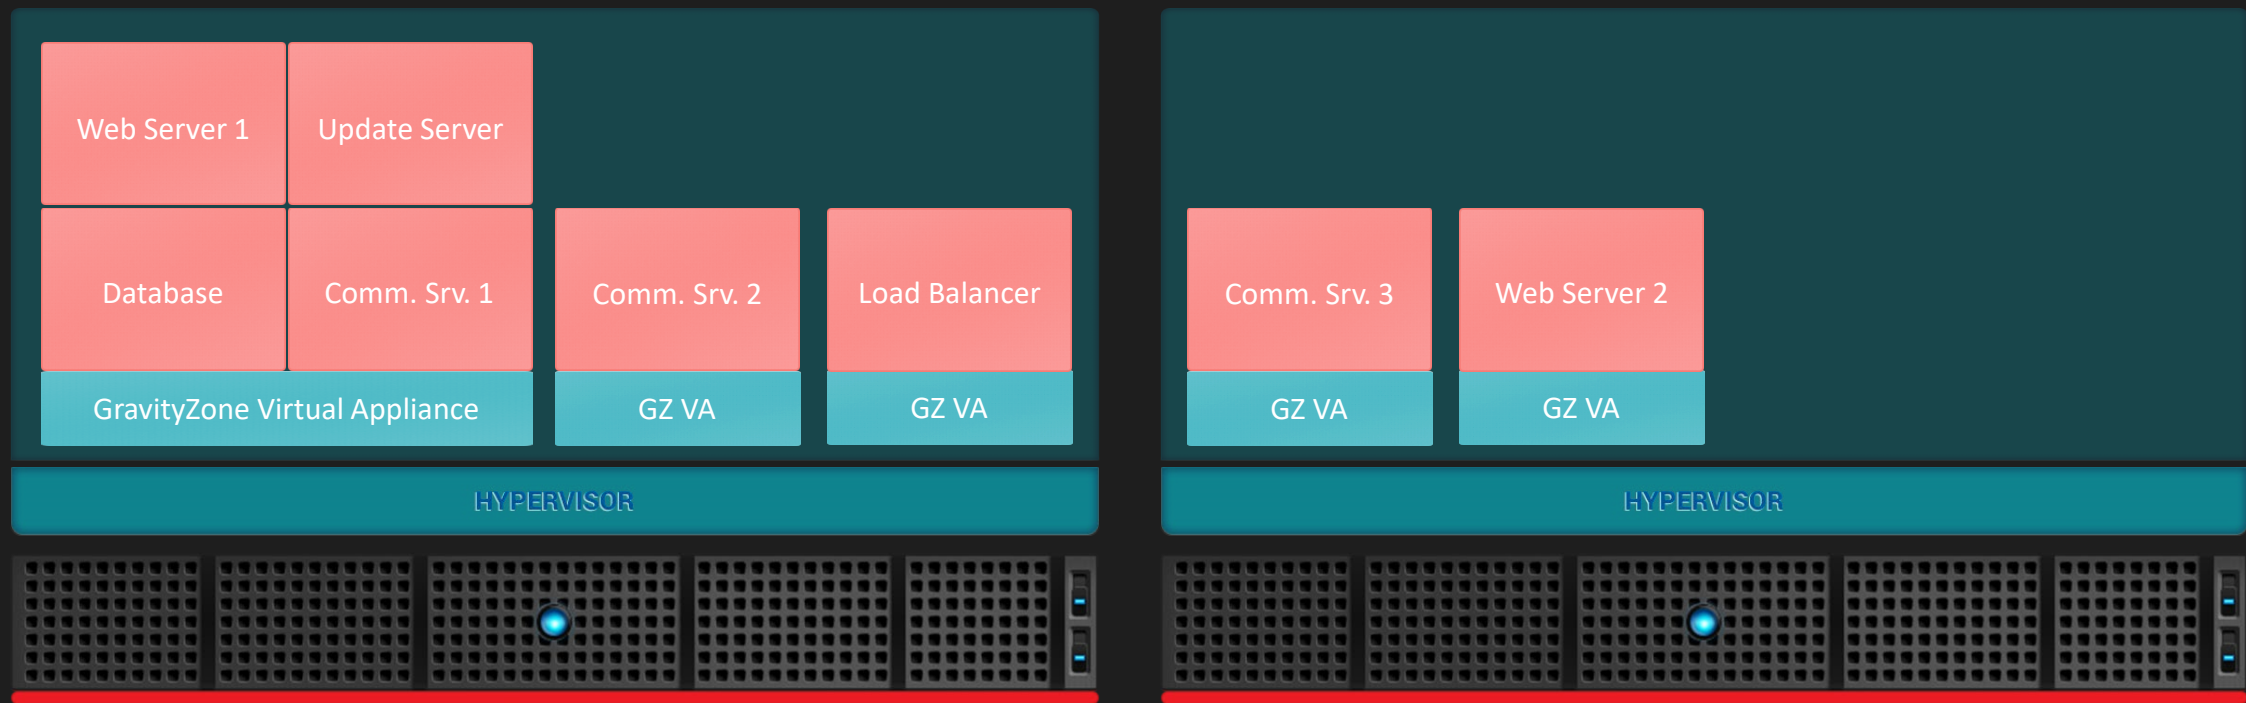 Web Server 1
Update Server
Database
Comm. Srv. 1
Comm. Srv. 2
Load Balancer
GravityZone Virtual Appliance
GZ VA
GZ VA
HYPERVISOR
Comm. Srv. 3
Web Server 2
GZ VA
GZ VA
HYPERVISOR